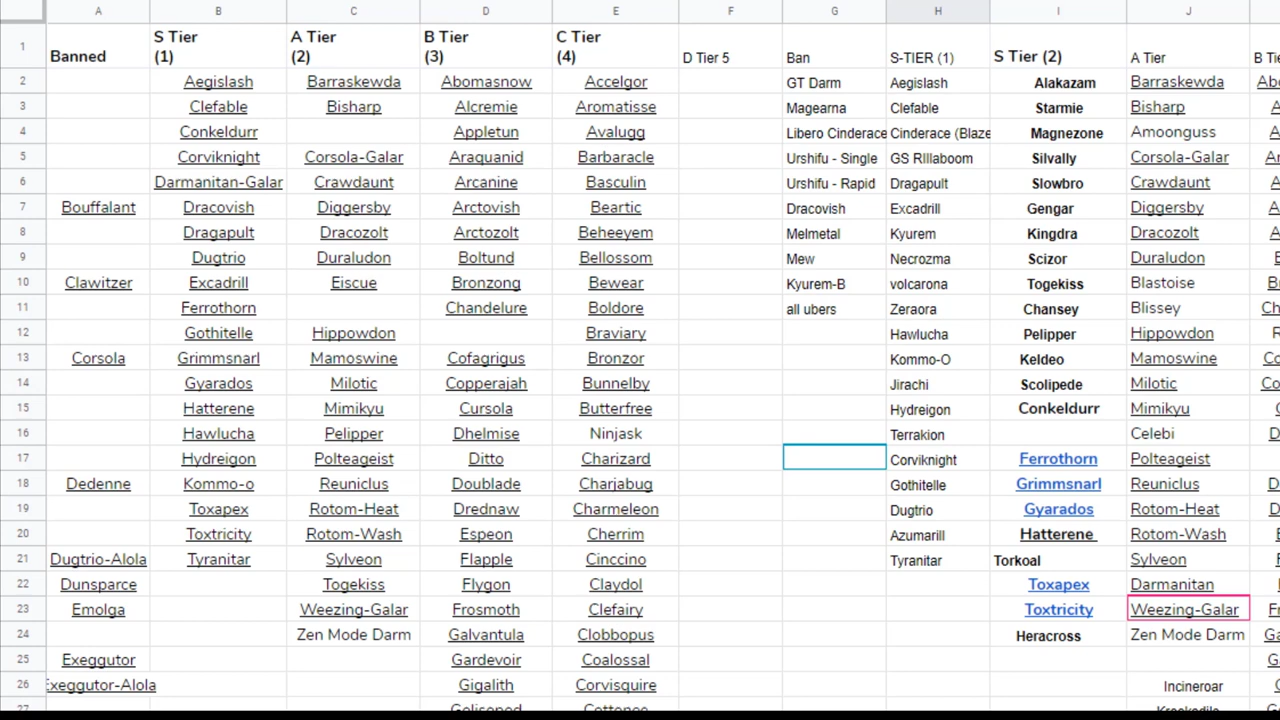 A B C D E F G H I J
1 Banned S Tier (1) A Tier (2) B Tier (3) C Tier (4) D Tier 5 Ban S-TIER (1) S Tier (2) A Tier B Tie
2 Aegislash Barraskewda Abomasnow Accelgor GT Darm Aegislash Alakazam Barraskewda Abo
3 Clefable Bisharp Alcremie Aromatisse Magearna Clefable Starmie Bisharp A
4 Conkeldurr Appletun Avalugg Libero Cinderace Cinderace (Blaze Magnezone Amoonguss A
5 Corviknight Corsola-Galar Araquanid Barbaracle Urshifu - Single GS RIllaboom Silvally Corsola-Galar Ar
6 Darmanitan-Galar Crawdaunt Arcanine Basculin Urshifu - Rapid Dragapult Slowbro Crawdaunt A
7 Bouffalant Dracovish Diggersby Arctovish Beartic Dracovish Excadrill Gengar Diggersby A
8 Dragapult Dracozolt Arctozolt Beheeyem Melmetal Kyurem Kingdra Dracozolt A
9 Dugtrio Duraludon Boltund Bellossom Mew Necrozma Scizor Duraludon E
10 Clawitzer Excadrill Eiscue Bronzong Bewear Kyurem-B volcarona Togekiss Blastoise B
11 Ferrothorn Chandelure Boldore all ubers Zeraora Chansey Blissey Ch
12 Gothitelle Hippowdon Braviary Hawlucha Pelipper Hippowdon R
13 Corsola Grimmsnarl Mamoswine Cofagrigus Bronzor Kommo-O Keldeo Mamoswine Co
14 Gyarados Milotic Copperajah Bunnelby Jirachi Scolipede Milotic Co
15 Hatterene Mimikyu Cursola Butterfree Hydreigon Conkeldurr Mimikyu C
16 Hawlucha Pelipper Dhelmise Ninjask Terrakion Celebi D
17 Hydreigon Polteageist Ditto Charizard Corviknight Ferrothorn Polteageist
18 Dedenne Kommo-o Reuniclus Doublade Charjabug Gothitelle Grimmsnarl Reuniclus D
19 Toxapex Rotom-Heat Drednaw Charmeleon Dugtrio Gyarados Rotom-Heat D
20 Toxtricity Rotom-Wash Espeon Cherrim Azumarill Hatterene Rotom-Wash E
21 Dugtrio-Alola Tyranitar Sylveon Flapple Cinccino Tyranitar Torkoal Sylveon F
22 Dunsparce Togekiss Flygon Claydol Toxapex Darmanitan F
23 Emolga Weezing-Galar Frosmoth Clefairy Toxtricity Weezing-Galar Fr
24 Zen Mode Darm Galvantula Clobbopus Heracross Zen Mode Darm Ga
25 Exeggutor Gardevoir Coalossal G
26 Exeggutor-Alola Gigalith Corvisquire Incineroar G